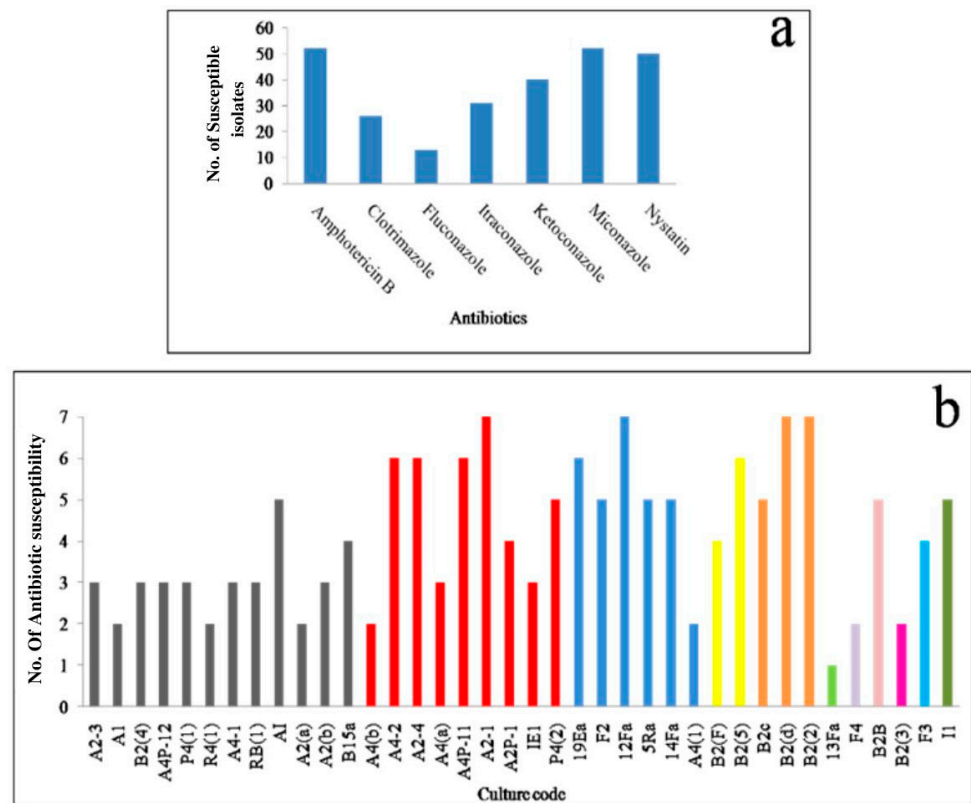 a
60
50
40
30
20
10
0
No. of Susceptible
isolates
Amphotericin B
Clotrimazole
Fluconazole
Itraconazole
Ketoconazole
Miconazole
Nystatin
Antibiotics
b
7
6
5
4
3
2
1
0
No. Of Antibiotic susceptibility
A2-3
A1
B2(4)
A4P-12
P4(1)
R4(1)
A4-1
RB(1)
AI
A2(a)
A2(b)
B15a
A4(b)
A4-2
A2-4
A4(a)
A4P-11
A2-1
A2P-1
IE1
P4(2)
19Ea
F2
12Fa
5Ra
14Fa
A4(1)
B2(F)
B2(5)
B2c
B2(d)
B2(2)
13Fa
F4
B2B
B2(3)
F3
I1
Culture code